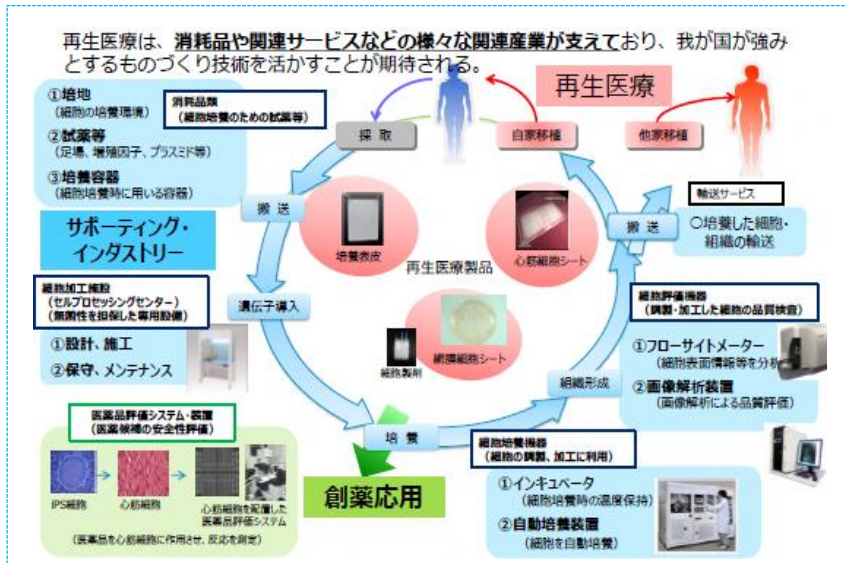 再生医療は、消耗品や関連サービスなどの様々な関連産業が支えており、我が国が強み
とするものづくり技術を活かすことが期待される。
再生医療
①培地
(細胞の培養環境)
②試薬等
(足場、増殖因子、プラスミド等)
③培養容器
(細胞培養時に用いる容器)
消耗品類
(細胞培養のための試薬等)
採 取
自家移植
他家移植
搬 送
搬 送
輸送サービス
○培養した細胞・
組織の輸送
サポーティング・
インダストリー
培養表皮
再生医療製品
心筋細胞シート
細胞加工施設
(セルプロセッシングセンター)
(無菌性を担保した専用設備)
①設計、施工
②保守、メンテナンス
遺伝子導入
網膜細胞シート
細胞製剤
細胞評価機器
(調製・加工した細胞の品質検査)
①フローサイトメーター
(細胞表面情報等を分析
②画像解析装置
(画像解析による品質評価)
組織形成
培 養
医薬品評価システム・装置
(医薬候補の安全性評価)
iPS細胞
心筋細胞
心筋細胞を配置した
医薬品評価システム
(医薬品を心筋細胞に作用させ、反応を測定)
創薬応用
細胞培養機器
(細胞の調製、加工に利用)
①インキュベータ
(細胞培養時の温度保持)
②自動培養装置
(細胞を自動培養)